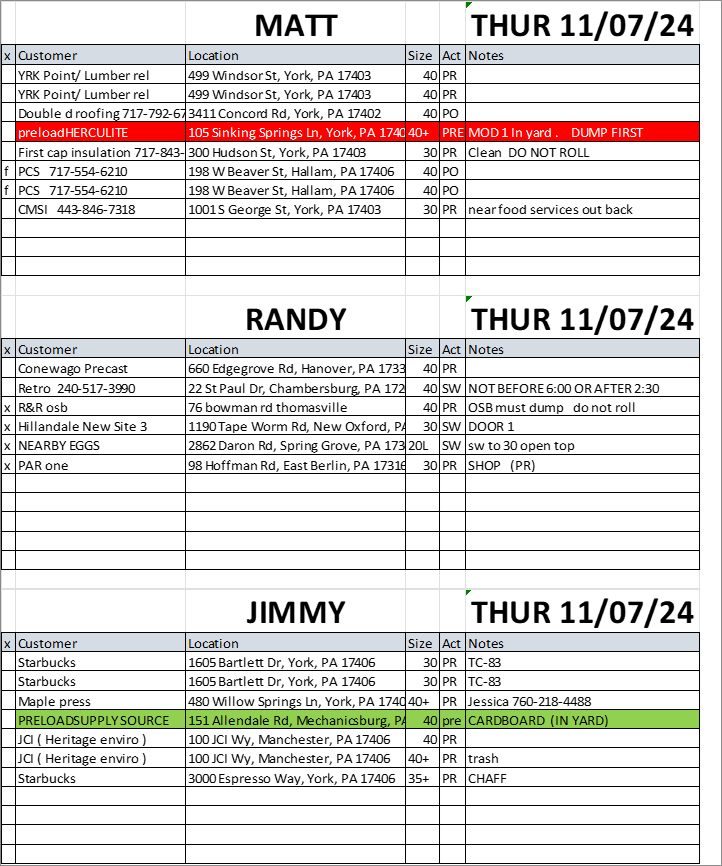 MATT THUR 11/07/24
x Customer Location Size Act Notes
YRK Point/ Lumber rel 499 Windsor St, York, PA 17403 40 PR
YRK Point/ Lumber rel 499 Windsor St, York, PA 17403 40 PR
Double d roofing 717-792-67 3411 Concord Rd, York, PA 17402 40 PO
preloadHERCULITE 105 Sinking Springs Ln, York, PA 1740 40+ PRE MOD 1 In yard . DUMP FIRST
First cap insulation 717-843- 300 Hudson St, York, PA 17403 30 PR Clean DO NOT ROLL
f PCS 717-554-6210 198 W Beaver St, Hallam, PA 17406 40 PO
f PCS 717-554-6210 198 W Beaver St, Hallam, PA 17406 40 PO
CMSI 443-846-7318 1001 S George St, York, PA 17403 30 PR near food services out back
RANDY THUR 11/07/24
x Customer Location Size Act Notes
Conewago Precast 660 Edgegrove Rd, Hanover, PA 1733 40 PR
Retro 240-517-3990 22 St Paul Dr, Chambersburg, PA 172 40 SW NOT BEFORE 6:00 OR AFTER 2:30
x R&R osb 76 bowman rd thomasville 40 PR OSB must dump do not roll
x Hillandale New Site 3 1190 Tape Worm Rd, New Oxford, PA 30 SW DOOR 1
x NEARBY EGGS 2862 Daron Rd, Spring Grove, PA 173 20L SW sw to 30 open top
x PAR one 98 Hoffman Rd, East Berlin, PA 17316 30 PR SHOP (PR)
JIMMY THUR 11/07/24
x Customer Location Size Act Notes
Starbucks 1605 Bartlett Dr, York, PA 17406 30 PR TC-83
Starbucks 1605 Bartlett Dr, York, PA 17406 30 PR TC-83
Maple press 480 Willow Springs Ln, York, PA 1740 40+ PR Jessica 760-218-4488
PRELOADSUPPLY SOURCE 151 Allendale Rd, Mechanicsburg, PA 40 pre CARDBOARD (IN YARD)
JCI ( Heritage enviro ) 100 JCI Wy, Manchester, PA 17406 40 PR
JCI ( Heritage enviro ) 100 JCI Wy, Manchester, PA 17406 40+ PR trash
Starbucks 3000 Espresso Way, York, PA 17406 35+ PR CHAFF